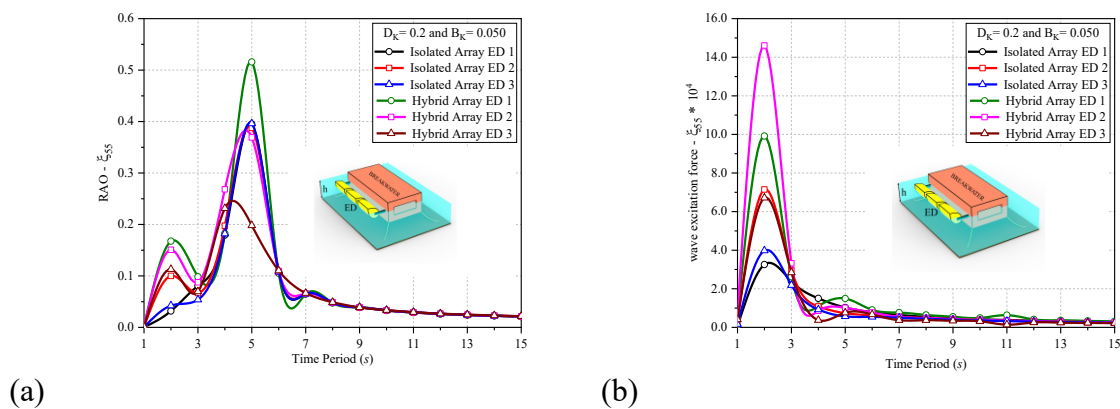 0.6
0.5
0.4
0.3
0.2
0.1
0.0
RAO - ξ₅₅
D_K= 0.2 and B_K= 0.050
Isolated Array ED 1
Isolated Array ED 2
Isolated Array ED 3
Hybrid Array ED 1
Hybrid Array ED 2
Hybrid Array ED 3
BREAKWATER
h
ED
1 3 5 7 9 11 13 15
Time Period (s)
(a)
16.0
14.0
12.0
10.0
8.0
6.0
4.0
2.0
0.0
wave excitation force - ξ₅₅ * 10⁴
D_K= 0.2 and B_K= 0.050
Isolated Array ED 1
Isolated Array ED 2
Isolated Array ED 3
Hybrid Array ED 1
Hybrid Array ED 2
Hybrid Array ED 3
BREAKWATER
h
ED
1 3 5 7 9 11 13 15
Time Period (s)
(b)